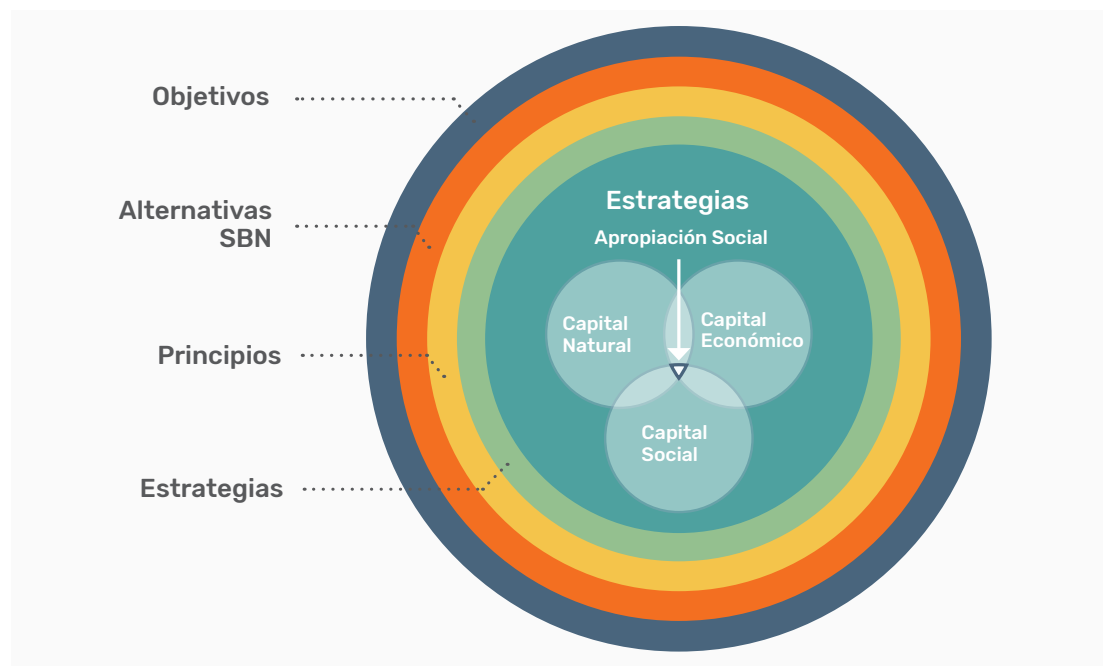 Objetivos
Alternativas
SBN
Principios
Estrategias
Estrategias
Apropiación Social
Capital
Natural
Capital
Económico
Capital
Social